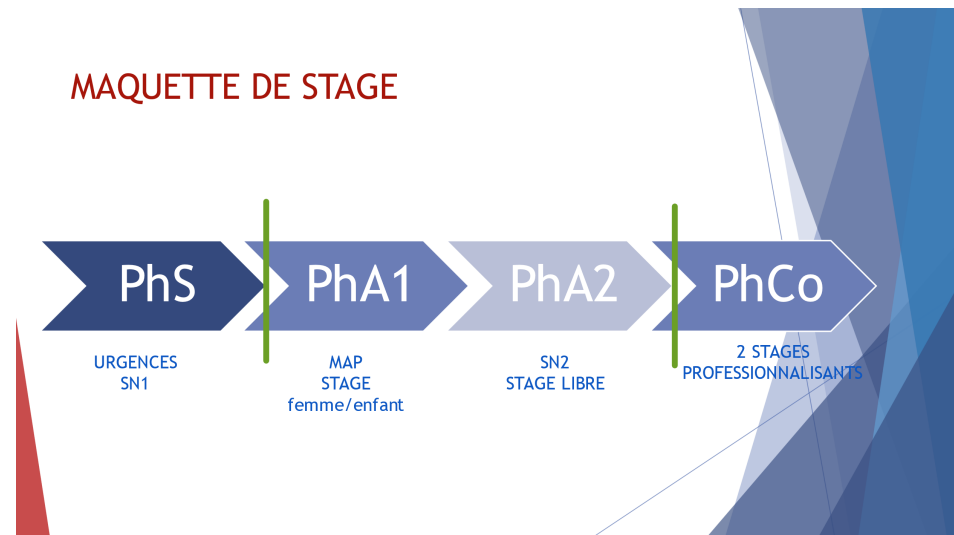 MAQUETTE DE STAGE
PhS
PhA1
PhA2
PhCo
URGENCES
SN1
MAP
STAGE
femme/enfant
SN2
STAGE LIBRE
2 STAGES
PROFESSIONNALISANTS